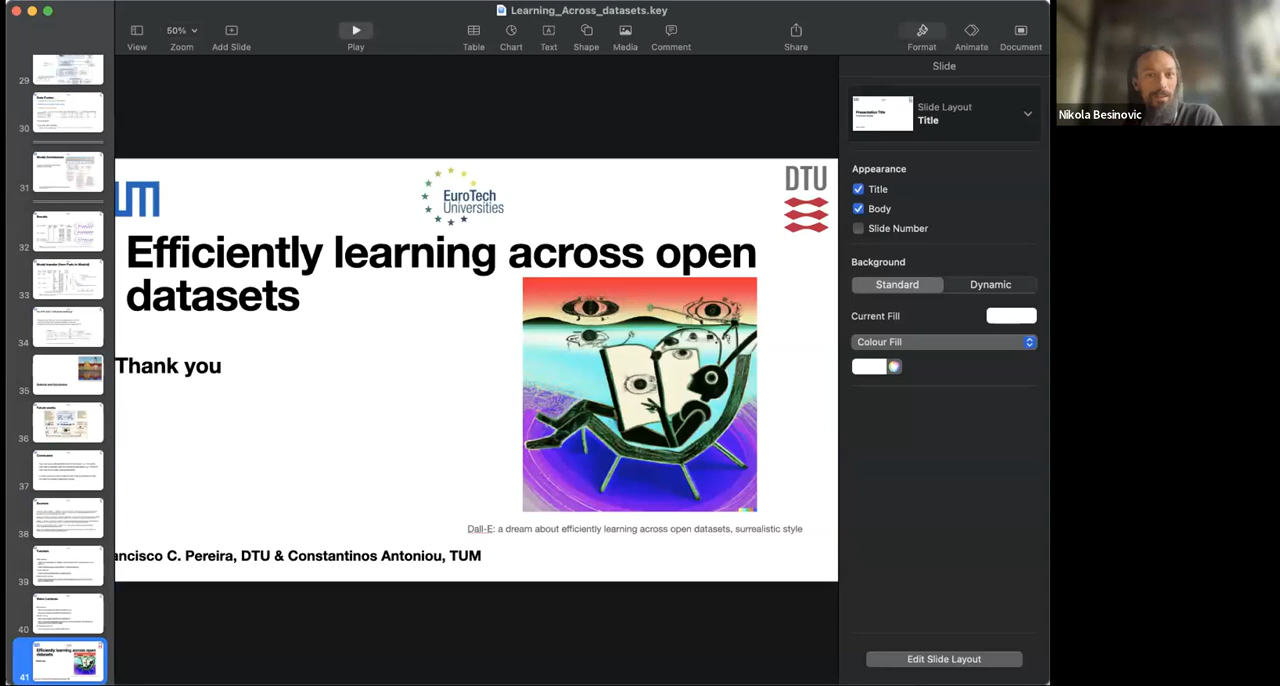 Learning_Across_datasets.key
View
50%
Zoom
Add Slide
Play
Table
Chart
Text
Shape
Media
Comment
Share
Format
Animate
Document
29
30
31
32
33
34
35
36
37
38
39
40
41
UM
EuroTech
Universities
DTU
Efficiently learning across open
datasets
Thank you
Dall-E: a dream about efficiently learning across open datasets, surrealistic style
ancisco C. Pereira, DTU & Constantinos Antoniou, TUM
Slide
Presentation Title
Slide Layout
Title
Appearance
Title
Body
Slide Number
Background
Standard
Dynamic
Current Fill
Colour Fill
Edit Slide Layout
Nikola Besinovic